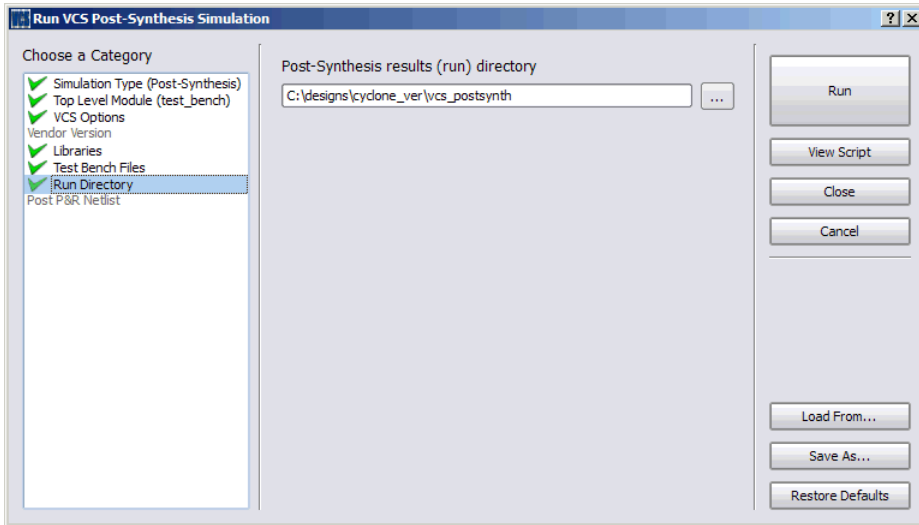 Run VCS Post-Synthesis Simulation
Choose a Category
Simulation Type (Post-Synthesis)
Top Level Module (test_bench)
VCS Options
Vendor Version
Libraries
Test Bench Files
Run Directory
Post P&R Netlist
Post-Synthesis results (run) directory
C:\designs\cyclone_ver\vcs_postsynth
...
Run
View Script
Close
Cancel
Load From...
Save As...
Restore Defaults